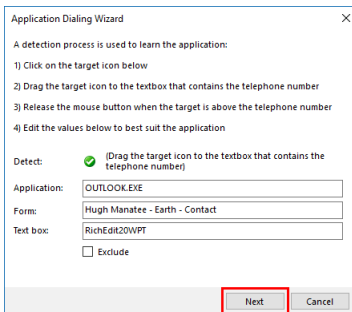 Application Dialing Wizard
A detection process is used to learn the application:
1) Click on the target icon below
2) Drag the target icon to the textbox that contains the telephone number
3) Release the mouse button when the target is above the telephone number
4) Edit the values below to best suit the application
Detect: (Drag the target icon to the textbox that contains the
telephone number)
Application: OUTLOOK.EXE
Form: Hugh Manatee - Earth - Contact
Text box: RichEdit20WPT
Exclude
Next Cancel